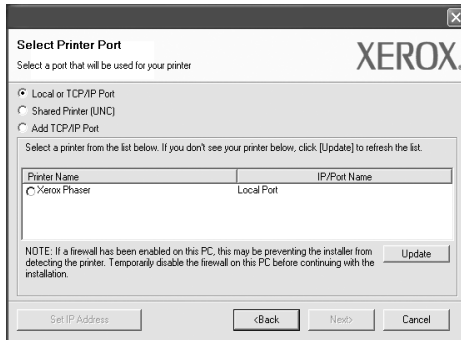 Select Printer Port
Select a port that will be used for your printer
XEROX.
Local or TCP/IP Port
Shared Printer (UNC)
Add TCP/IP Port
Select a printer from the list below. If you don't see your printer below, click [Update] to refresh the list.
Printer Name IP/Port Name
Xerox Phaser Local Port
NOTE: If a firewall has been enabled on this PC, this may be preventing the installer from
detecting the printer. Temporarily disable the firewall on this PC before continuing with the
installation.
Update
Set IP Address <Back Next> Cancel